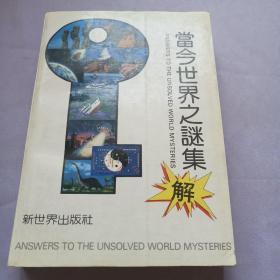 當今世界之謎集
解
ANSWERS TO THE UNSOLVED WORLD MYSTERIES
新世界出版社
ANSWERS TO THE UNSOLVED WORLD MYSTERIES